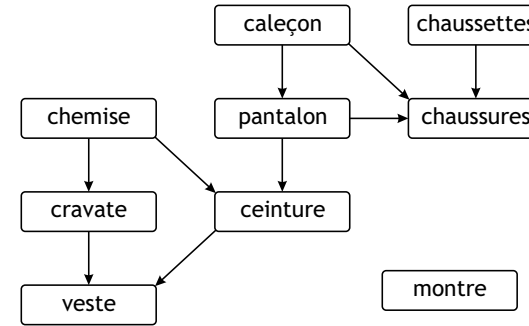 caleçon
chaussettes
chemise
pantalon
chaussures
cravate
ceinture
montre
veste